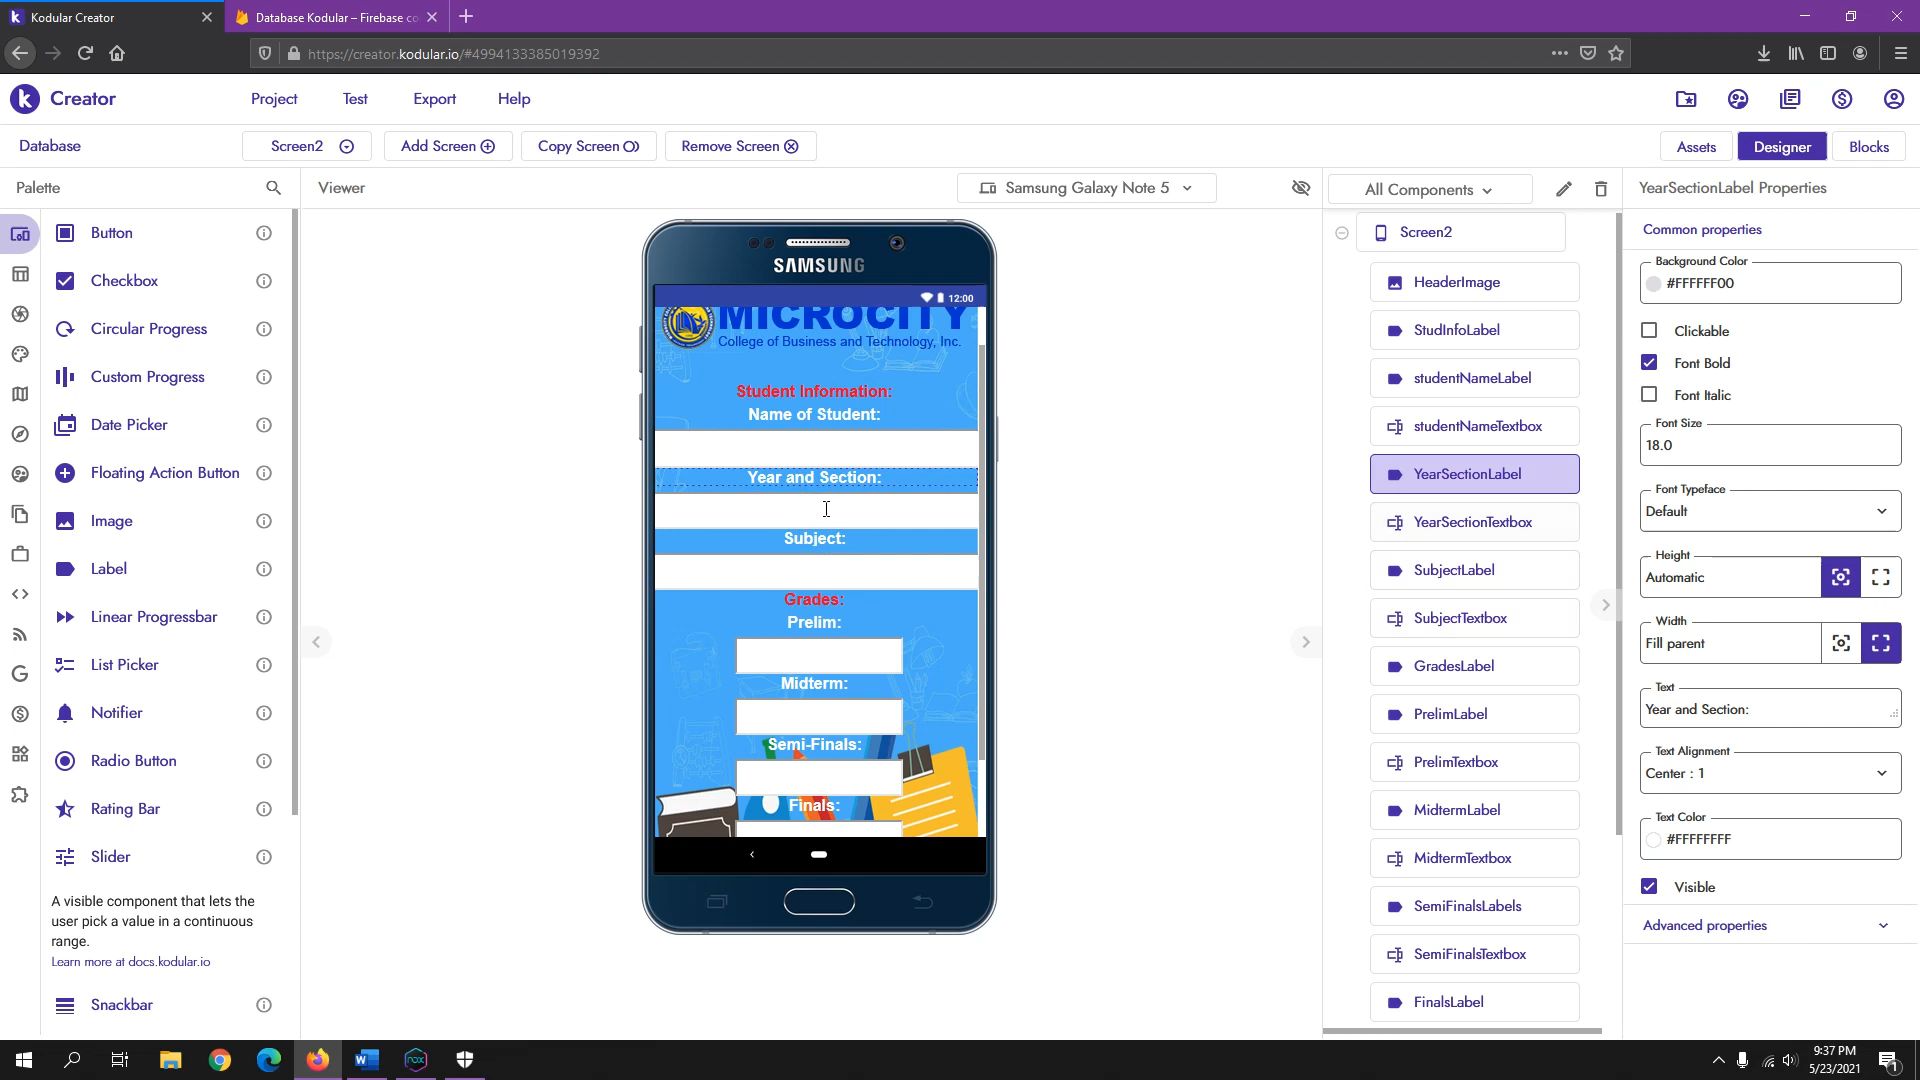 Kodular Creator
Database Kodular – Firebase co
https://creator.kodular.io/#4994133385019392
Creator
Project
Test
Export
Help
Database
Screen2
Add Screen
Copy Screen
Remove Screen
Assets
Designer
Blocks
Palette
Viewer
Samsung Galaxy Note 5
All Components
YearSectionLabel Properties
Button
Checkbox
Circular Progress
Custom Progress
Date Picker
Floating Action Button
Image
Label
Linear Progressbar
List Picker
Notifier
Radio Button
Rating Bar
Slider
A visible component that lets the
user pick a value in a continuous
range.
Learn more at docs.kodular.io
Snackbar
SAMSUNG
12:00
MICROCITY
College of Business and Technology, Inc.
Student Information:
Name of Student:
Year and Section:
Subject:
Grades:
Prelim:
Midterm:
Semi-Finals:
Finals:
Screen2
HeaderImage
StudInfoLabel
studentNameLabel
studentNameTextbox
YearSectionLabel
YearSectionTextbox
SubjectLabel
SubjectTextbox
GradesLabel
PrelimLabel
PrelimTextbox
MidtermLabel
MidtermTextbox
SemiFinalsLabels
SemiFinalsTextbox
FinalsLabel
Common properties
Background Color
#FFFFFF00
Clickable
Font Bold
Font Italic
Font Size
18.0
Font Typeface
Default
Height
Automatic
Width
Fill parent
Text
Year and Section:
Text Alignment
Center : 1
Text Color
#FFFFFFFF
Visible
Advanced properties
9:37 PM
5/23/2021
1